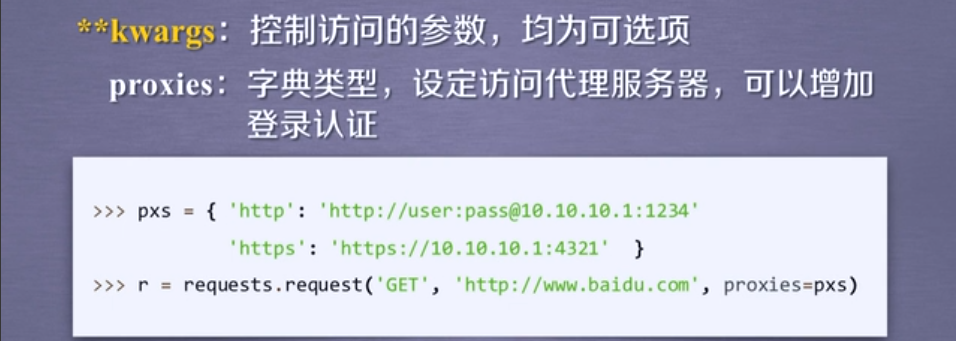 **kwargs: 控制访问的参数，均为可选项
proxies: 字典类型，设定访问代理服务器，可以增加
登录认证
>>> pxs = { 'http': 'http://user:pass@10.10.10.1:1234'
'https': 'https://10.10.10.1:4321' }
>>> r = requests.request('GET', 'http://www.baidu.com', proxies=pxs)